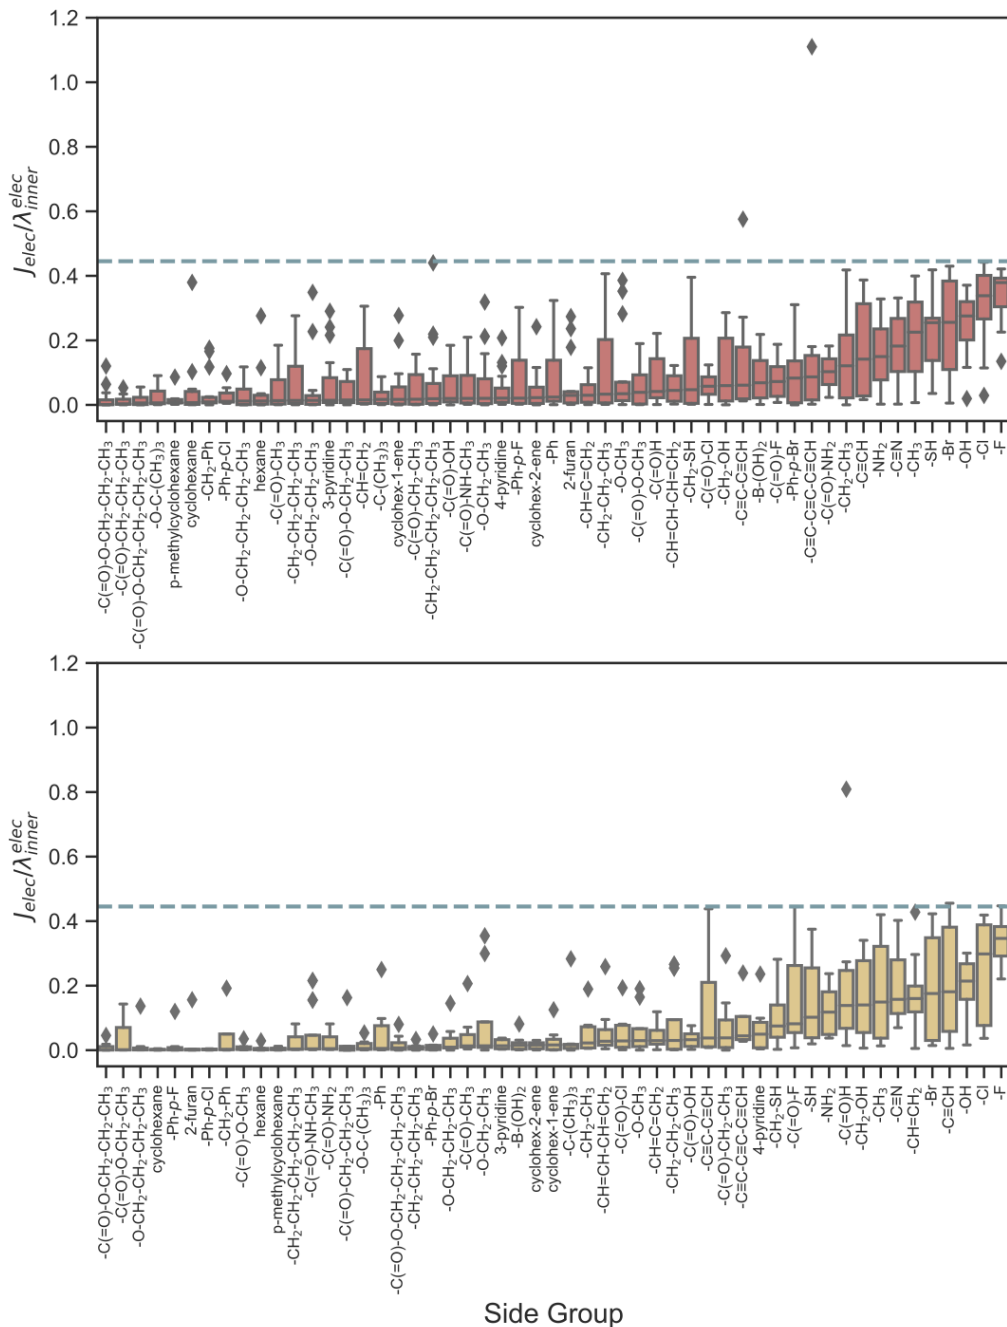 1.2
1.0
0.8
0.6
0.4
0.2
0.0
J_elec/λ_inner^elec
-C(=O)-O-CH₂-CH₂-CH₃
-C(=O)-CH₂-CH₂-CH₃
-C(=O)-O-CH₂-CH₂-CH₂-CH₃
-O-C-(CH₃)₃
p-methylcyclohexane
cyclohexane
-CH₂-Ph
-Ph-p-Cl
-O-CH₂-CH₂-CH₂-CH₃
hexane
-C(=O)-CH₃
-CH₂-CH₂-CH₂-CH₃
-O-CH₂-CH₂-CH₃
3-pyridine
-C(=O)-O-CH₂-CH₃
-CH=CH₂
-C-(CH₃)₃
cyclohex-1-ene
-C(=O)-CH₂-CH₃
-CH₂-CH₂-CH₂-CH₂-CH₃
-C(=O)-OH
-C(=O)-NH-CH₃
-O-CH₂-CH₃
4-pyridine
-Ph-p-F
cyclohex-2-ene
-Ph
2-furan
-CH=C=CH₂
-CH₂-CH₂-CH₃
-O-CH₃
-C(=O)-O-CH₃
-C(=O)H
-CH=CH-CH=CH₂
-CH₂-SH
-C(=O)-Cl
-CH₂-OH
-C≡C-C≡CH
-B-(OH)₂
-C(=O)-F
-Ph-p-Br
-C≡C-C≡C-C≡CH
-C(=O)-NH₂
-CH₂-CH₃
-C≡CH
-NH₂
-C≡N
-CH₃
-SH
-Br
-OH
-Cl
-F
1.2
1.0
0.8
0.6
0.4
0.2
0.0
J_elec/λ_inner^elec
-C(=O)-O-CH₂-CH₂-CH₃
-C(=O)-O-CH₂-CH₃
-O-CH₂-CH₂-CH₂-CH₃
cyclohexane
-Ph-p-F
2-furan
-Ph-p-Cl
-CH₂-Ph
-C(=O)-O-CH₃
hexane
p-methylcyclohexane
-CH₂-CH₂-CH₂-CH₂-CH₃
-C(=O)-NH-CH₃
-C(=O)-NH₂
-C(=O)-CH₂-CH₂-CH₃
-O-C-(CH₃)₃
-Ph
-C(=O)-O-CH₂-CH₂-CH₂-CH₃
-CH₂-CH₂-CH₂-CH₃
-Ph-p-Br
-O-CH₂-CH₂-CH₃
-C(=O)-CH₃
-O-CH₂-CH₃
3-pyridine
-B-(OH)₂
cyclohex-2-ene
cyclohex-1-ene
-C-(CH₃)₃
-CH₂-CH₃
-CH=CH-CH=CH₂
-C(=O)-Cl
-O-CH₃
-CH=C=CH₂
-CH₂-CH₂-CH₃
-C(=O)-OH
-C≡C-C≡CH
-C(=O)-CH₂-CH₃
-C≡C-C≡C-C≡CH
4-pyridine
-CH₂-SH
-C(=O)-F
-SH
-NH₂
-C(=O)H
-CH₂-OH
-CH₃
-C≡N
-CH=CH₂
-Br
-C≡CH
-OH
-Cl
-F
Side Group